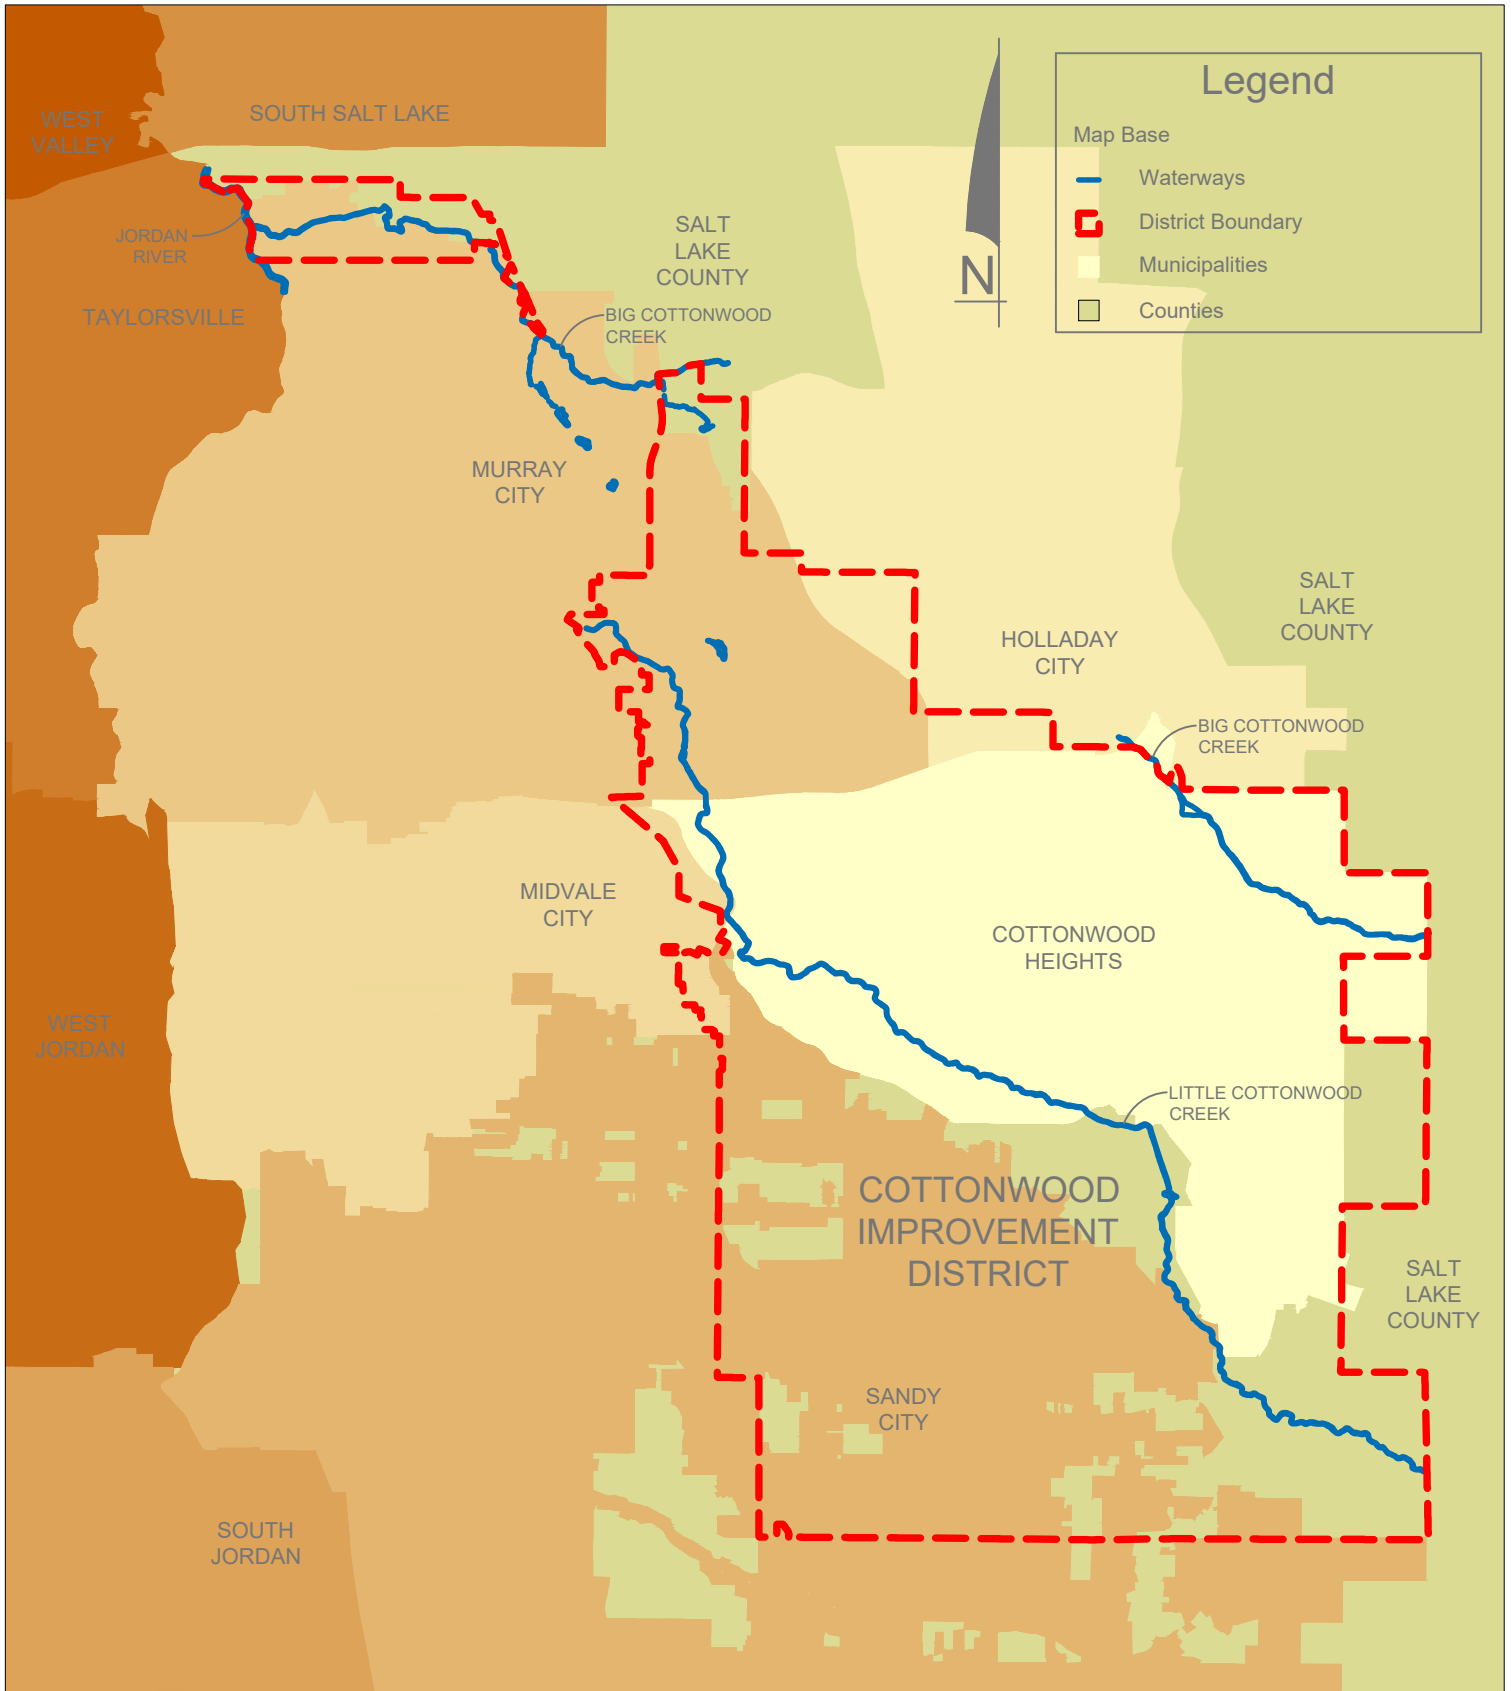 Legend
Map Base
Waterways
District Boundary
Municipalities
Counties
N
WEST
VALLEY
SOUTH SALT LAKE
JORDAN
RIVER
SALT
LAKE
COUNTY
TAYLORSVILLE
BIG COTTONWOOD
CREEK
MURRAY
CITY
SALT
LAKE
COUNTY
HOLLADAY
CITY
BIG COTTONWOOD
CREEK
MIDVALE
CITY
COTTONWOOD
HEIGHTS
WEST
JORDAN
LITTLE COTTONWOOD
CREEK
COTTONWOOD
IMPROVEMENT
DISTRICT
SALT
LAKE
COUNTY
SANDY
CITY
SOUTH
JORDAN